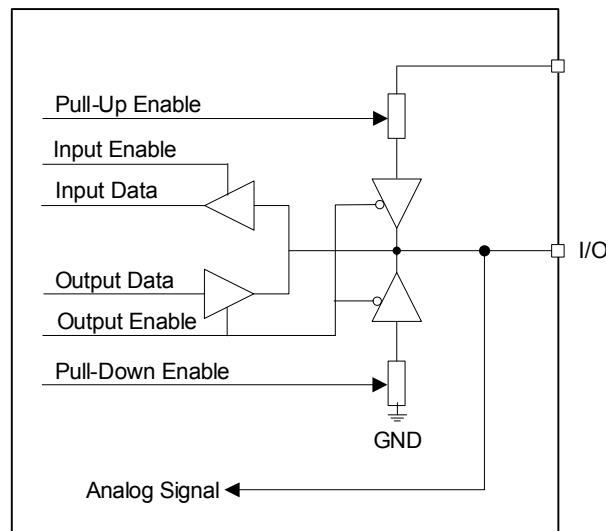 Pull-Up Enable
Input Enable
Input Data
I/O
Output Data
Output Enable
Pull-Down Enable
GND
Analog Signal